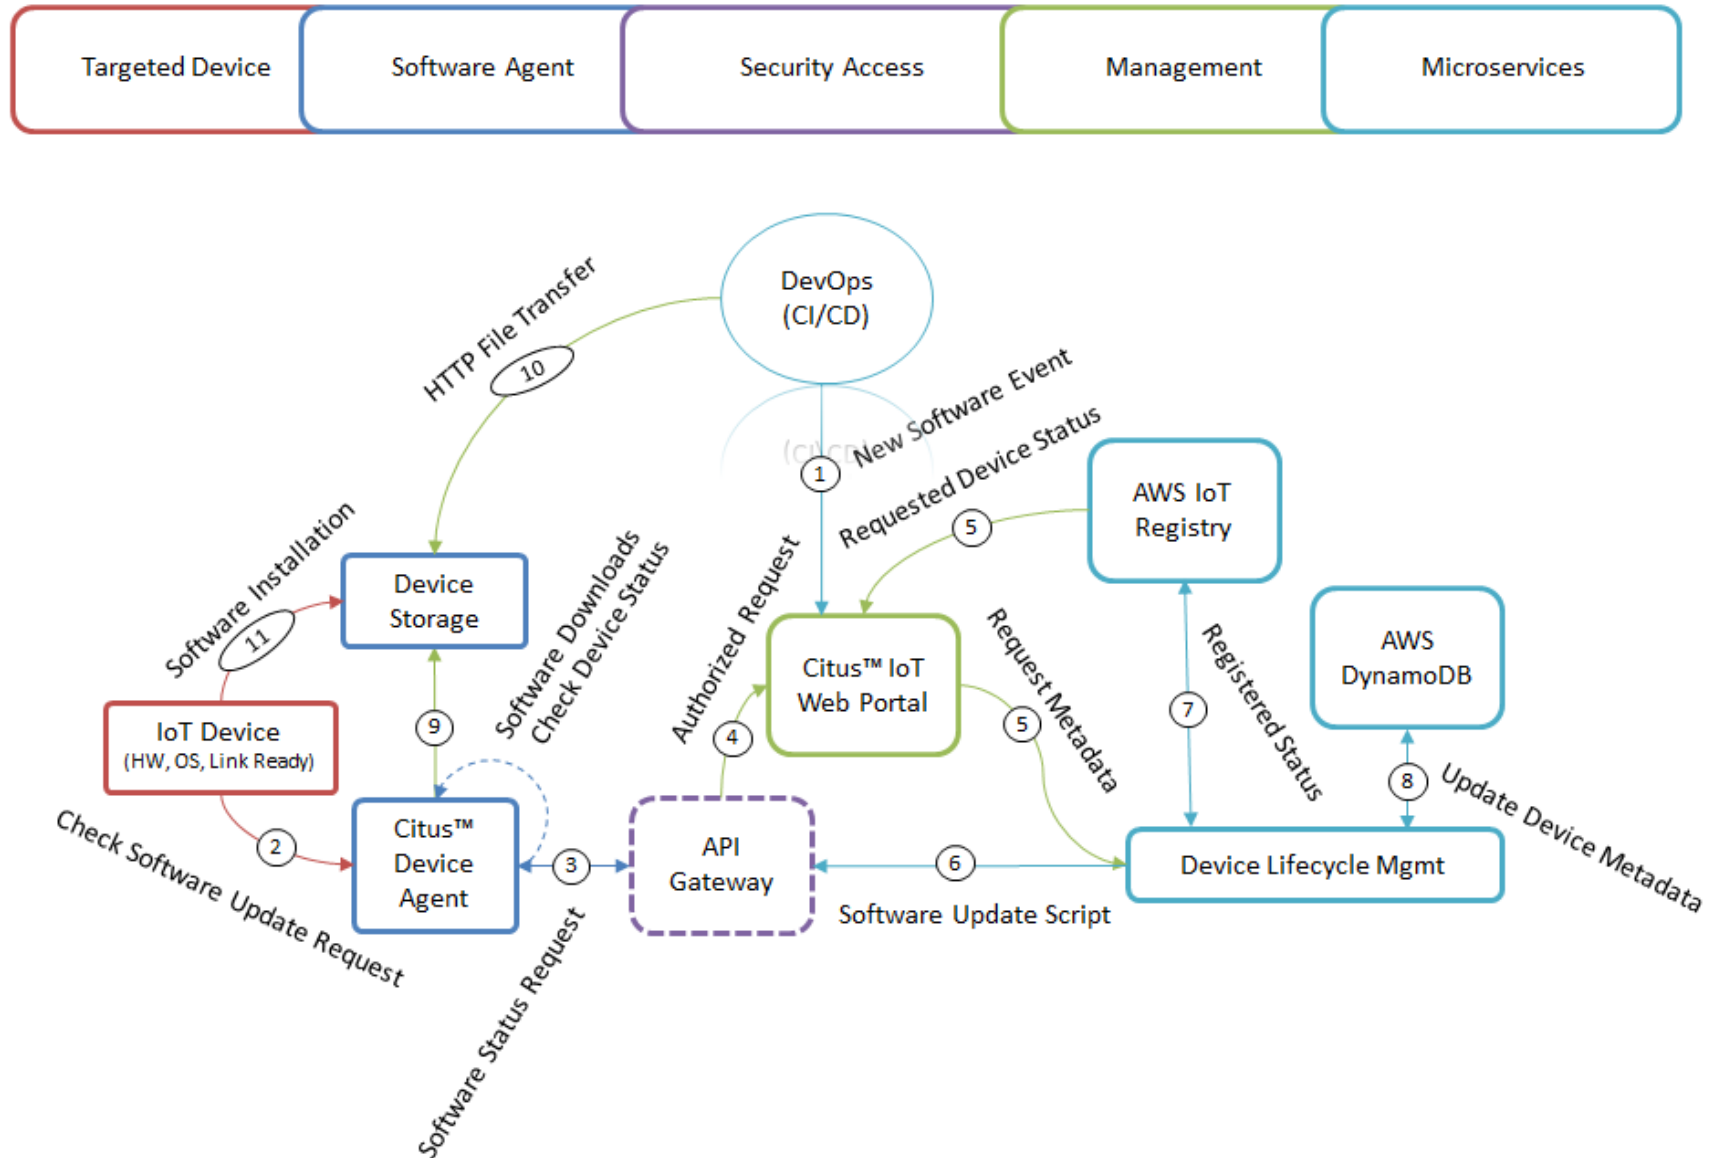 Targeted Device
Software Agent
Security Access
Management
Microservices
DevOps
(CI/CD)
HTTP File Transfer
10
New Software Event
(CI/CD)
1
Requested Device Status
5
AWS IoT
Registry
Software Installation
11
Device
Storage
Software Downloads
Check Device Status
Authorized Request
4
Citus™ IoT
Web Portal
Request Metadata
5
Registered Status
7
AWS
DynamoDB
8
Update Device Metadata
IoT Device
(HW, OS, Link Ready)
9
Check Software Update Request
2
Citus™
Device
Agent
3
Software Status Request
API
Gateway
6
Software Update Script
Device Lifecycle Mgmt